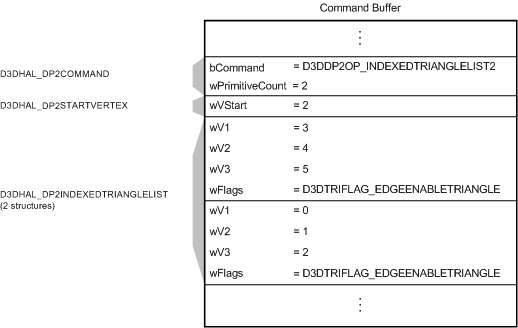 Command Buffer
D3DHAL_DP2COMMAND
bCommand = D3DDP2OP_INDEXEDTRIANGLELIST2
wPrimitiveCount = 2
D3DHAL_DP2STARTVERTEX
wVStart = 2
D3DHAL_DP2INDEXEDTRIANGLELIST
(2 structures)
wV1 = 3
wV2 = 4
wV3 = 5
wFlags = D3DTRIFLAG_EDGEENABLETRIANGLE
wV1 = 0
wV2 = 1
wV3 = 2
wFlags = D3DTRIFLAG_EDGEENABLETRIANGLE